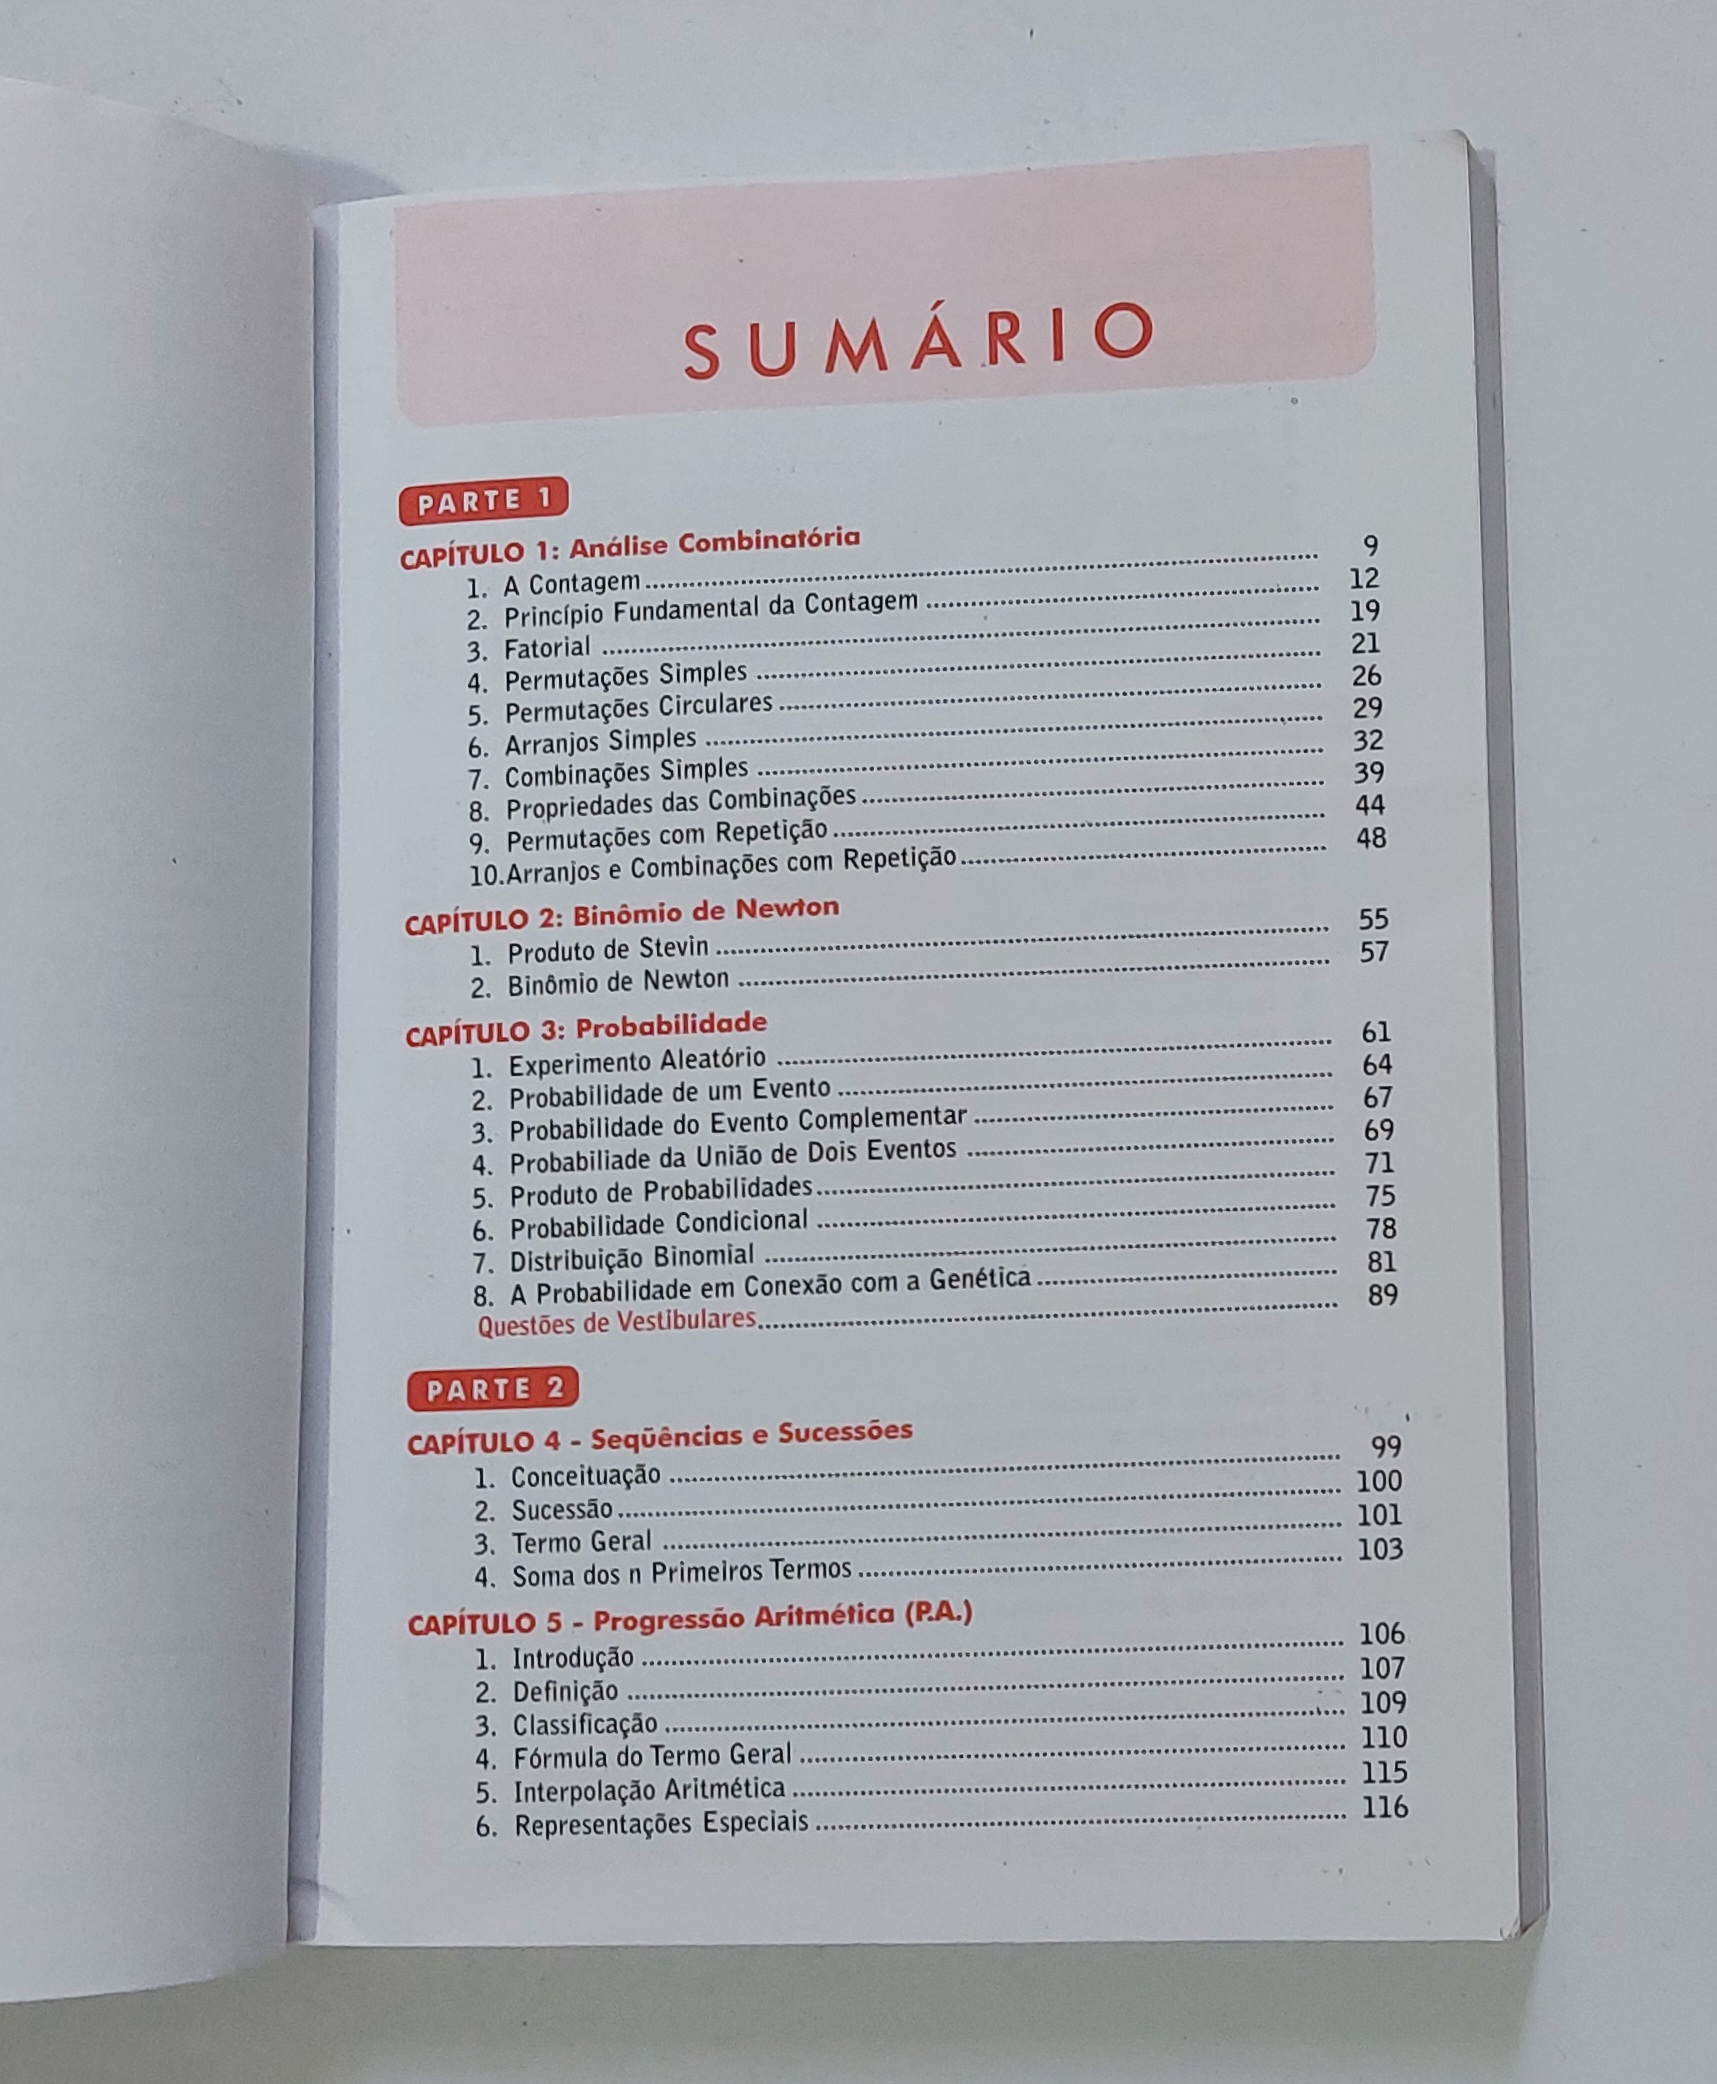 SUMÁRIO
PARTE 1
CAPÍTULO 1: Análise Combinatória
1. A Contagem 9
2. Princípio Fundamental da Contagem 12
3. Fatorial 19
4. Permutações Simples 21
5. Permutações Circulares 26
6. Arranjos Simples 29
7. Combinações Simples 32
8. Propriedades das Combinações 39
9. Permutações com Repetição 44
10.Arranjos e Combinações com Repetição 48
CAPÍTULO 2: Binômio de Newton
1. Produto de Stevin 55
2. Binômio de Newton 57
CAPÍTULO 3: Probabilidade
1. Experimento Aleatório 61
2. Probabilidade de um Evento 64
3. Probabilidade do Evento Complementar 67
4. Probabiliade da União de Dois Eventos 69
5. Produto de Probabilidades 71
6. Probabilidade Condicional 75
7. Distribuição Binomial 78
8. A Probabilidade em Conexão com a Genética 81
Questões de Vestibulares 89
PARTE 2
CAPÍTULO 4 - Seqüências e Sucessões
1. Conceituação 99
2. Sucessão 100
3. Termo Geral 101
4. Soma dos n Primeiros Termos 103
CAPÍTULO 5 - Progressão Aritmética (P.A.)
1. Introdução 106
2. Definição 107
3. Classificação 109
4. Fórmula do Termo Geral 110
5. Interpolação Aritmética 115
6. Representações Especiais 116